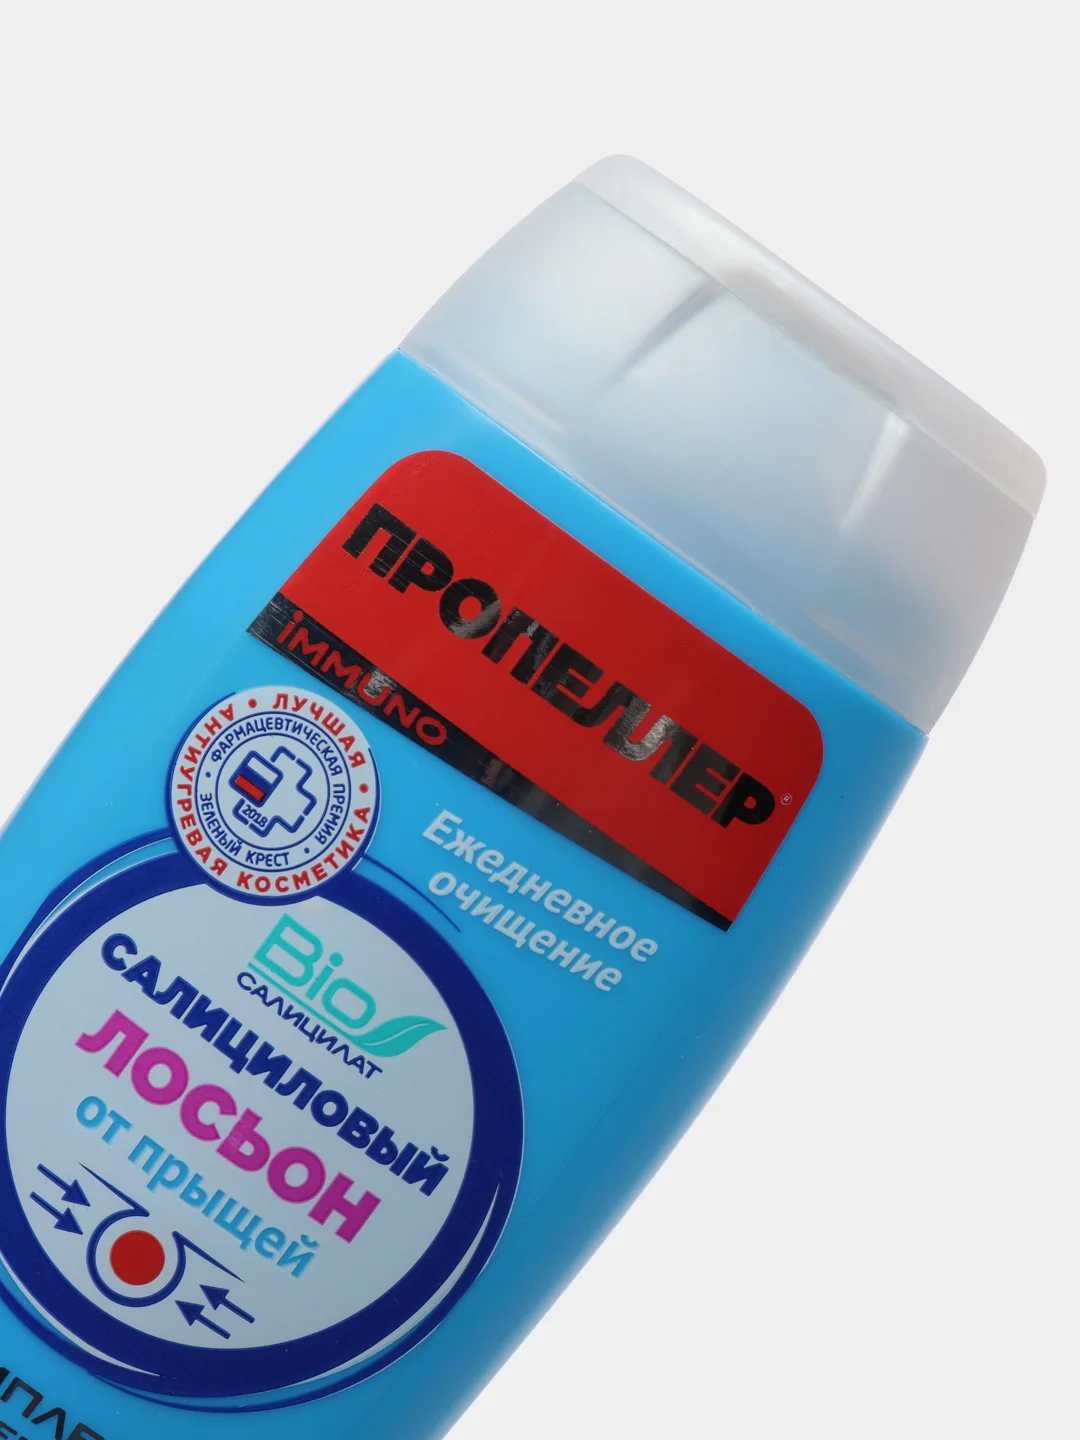 ПРОПЕЛЛЕР®
iMMUNO
Ежедневное
очищение
ЛУЧШАЯ • АНТИУГРЕВАЯ КОСМЕТИКА •
ФАРМАЦЕВТИЧЕСКАЯ ПРЕМИЯ • ЗЕЛЕНЫЙ КРЕСТ •
2018
Bio
САЛИЦИЛАТ
САЛИЦИЛОВЫЙ
ЛОСЬОН
от прыщей